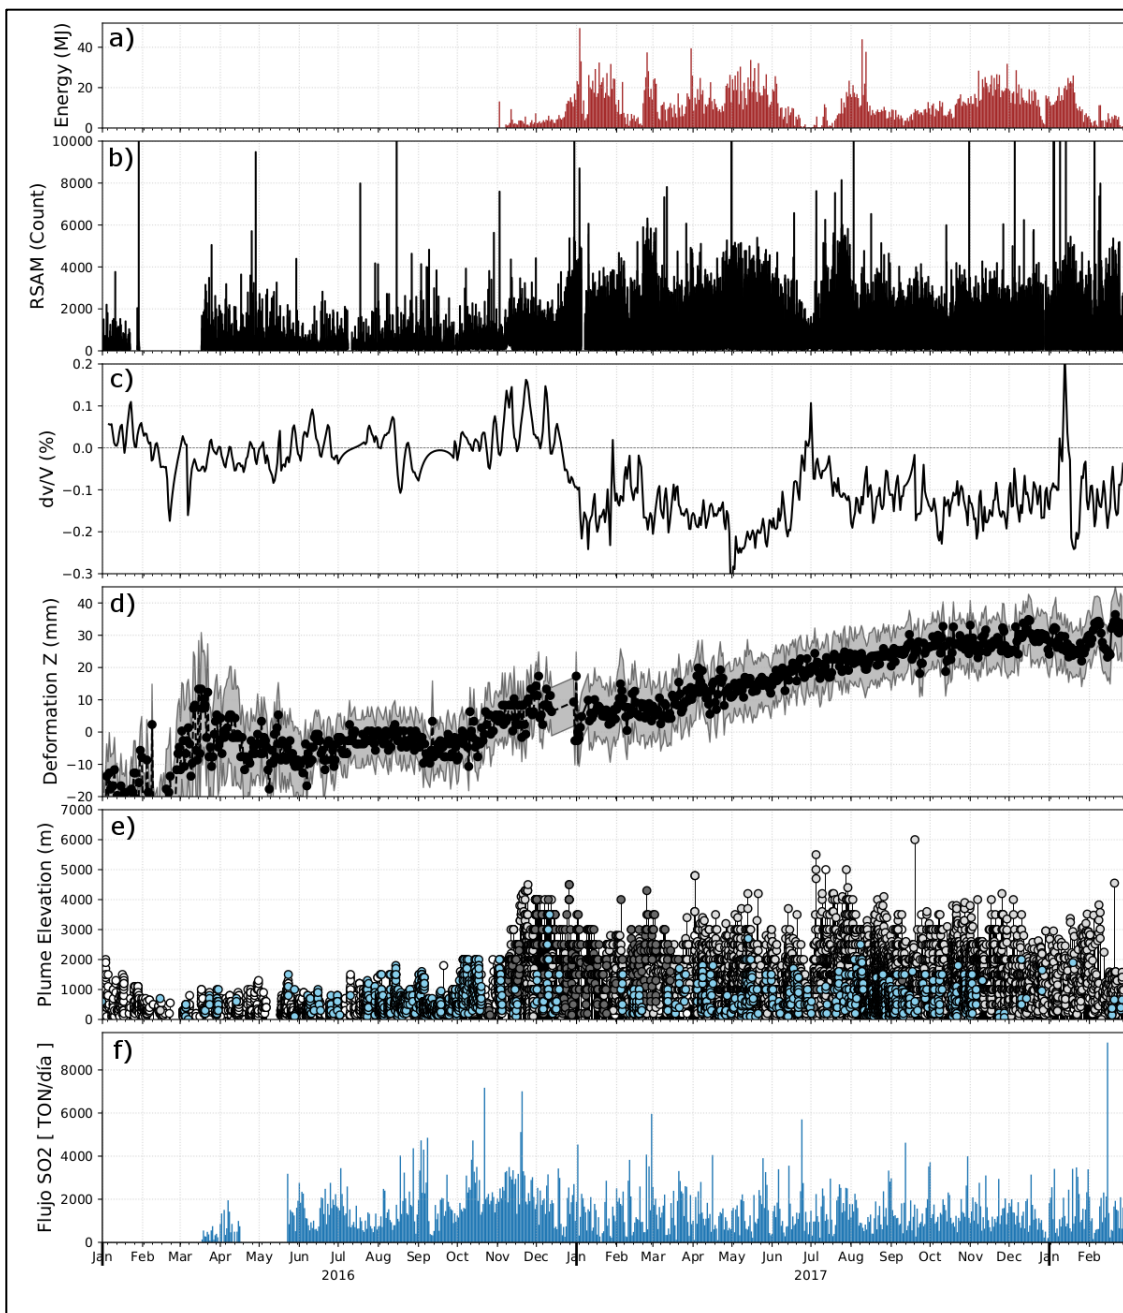 a)
Energy (MJ)
40
20
0
b)
RSAM (Count)
10000
8000
6000
4000
2000
0
c)
dv/V (%)
0.2
0.1
0.0
−0.1
−0.2
−0.3
d)
Deformation Z (mm)
40
30
20
10
0
−10
−20
e)
Plume Elevation (m)
7000
6000
5000
4000
3000
2000
1000
0
f)
Flujo SO2 [ TON/día ]
8000
6000
4000
2000
0
Jan Feb Mar Apr May Jun Jul Aug Sep Oct Nov Dec Jan Feb Mar Apr May Jun Jul Aug Sep Oct Nov Dec Jan Feb
2016 2017